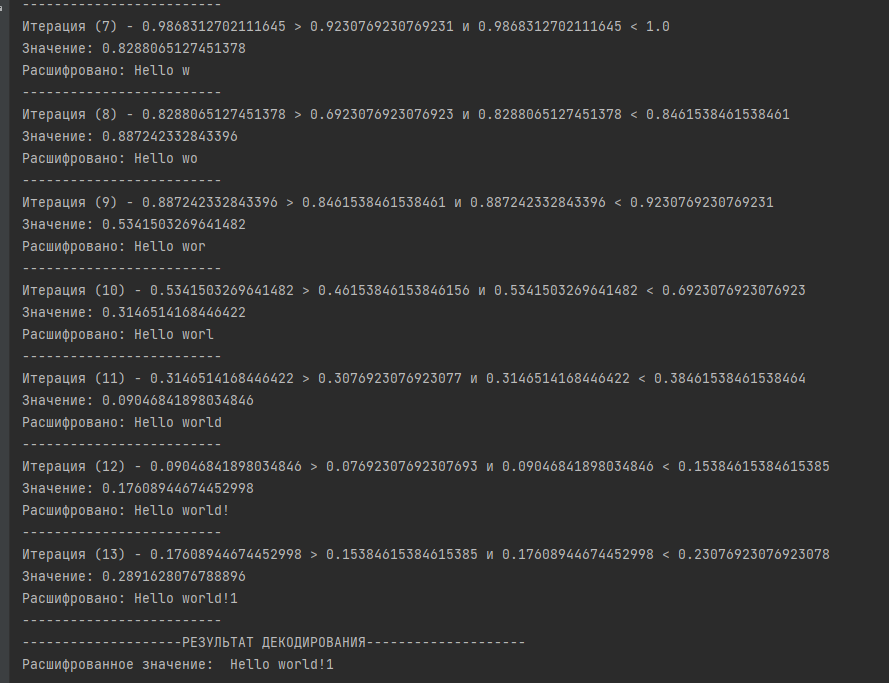 -------------------------
Итерация (7) - 0.9868312702111645 > 0.9230769230769231 и 0.9868312702111645 < 1.0
Значение: 0.8288065127451378
Расшифровано: Hello w
-------------------------
Итерация (8) - 0.8288065127451378 > 0.6923076923076923 и 0.8288065127451378 < 0.8461538461538461
Значение: 0.887242332843396
Расшифровано: Hello wo
-------------------------
Итерация (9) - 0.887242332843396 > 0.8461538461538461 и 0.887242332843396 < 0.9230769230769231
Значение: 0.5341503269641482
Расшифровано: Hello wor
-------------------------
Итерация (10) - 0.5341503269641482 > 0.46153846153846156 и 0.5341503269641482 < 0.6923076923076923
Значение: 0.3146514168446422
Расшифровано: Hello worl
-------------------------
Итерация (11) - 0.3146514168446422 > 0.3076923076923077 и 0.3146514168446422 < 0.38461538461538464
Значение: 0.09046841898034846
Расшифровано: Hello world
-------------------------
Итерация (12) - 0.09046841898034846 > 0.07692307692307693 и 0.09046841898034846 < 0.15384615384615385
Значение: 0.17608944674452998
Расшифровано: Hello world!
-------------------------
Итерация (13) - 0.17608944674452998 > 0.15384615384615385 и 0.17608944674452998 < 0.23076923076923078
Значение: 0.2891628076788896
Расшифровано: Hello world!1
-------------------------
--------------------РЕЗУЛЬТАТ ДЕКОДИРОВАНИЯ--------------------
Расшифрованное значение:  Hello world!1